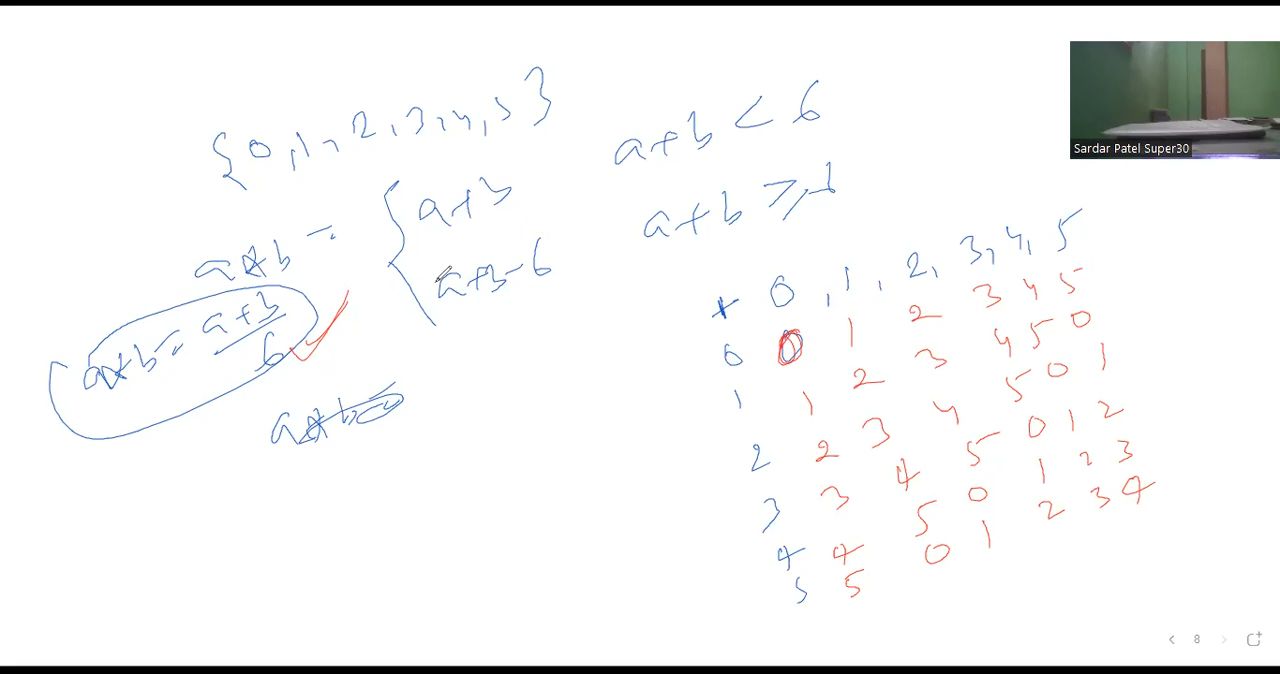 {0,1,2,3,4,5}
a*b = { a+b a+b < 6
a+b-6 a+b ≥ 6
a*b = a+b/6
a*b=
* 0, 1, 2, 3, 4, 5
0 0 1 2 3 4 5
1 1 2 3 4 5 0
2 2 3 4 5 0 1
3 3 4 5 0 1 2
4 4 5 0 1 2 3
5 5 0 1 2 3 4
Sardar Patel Super30
8